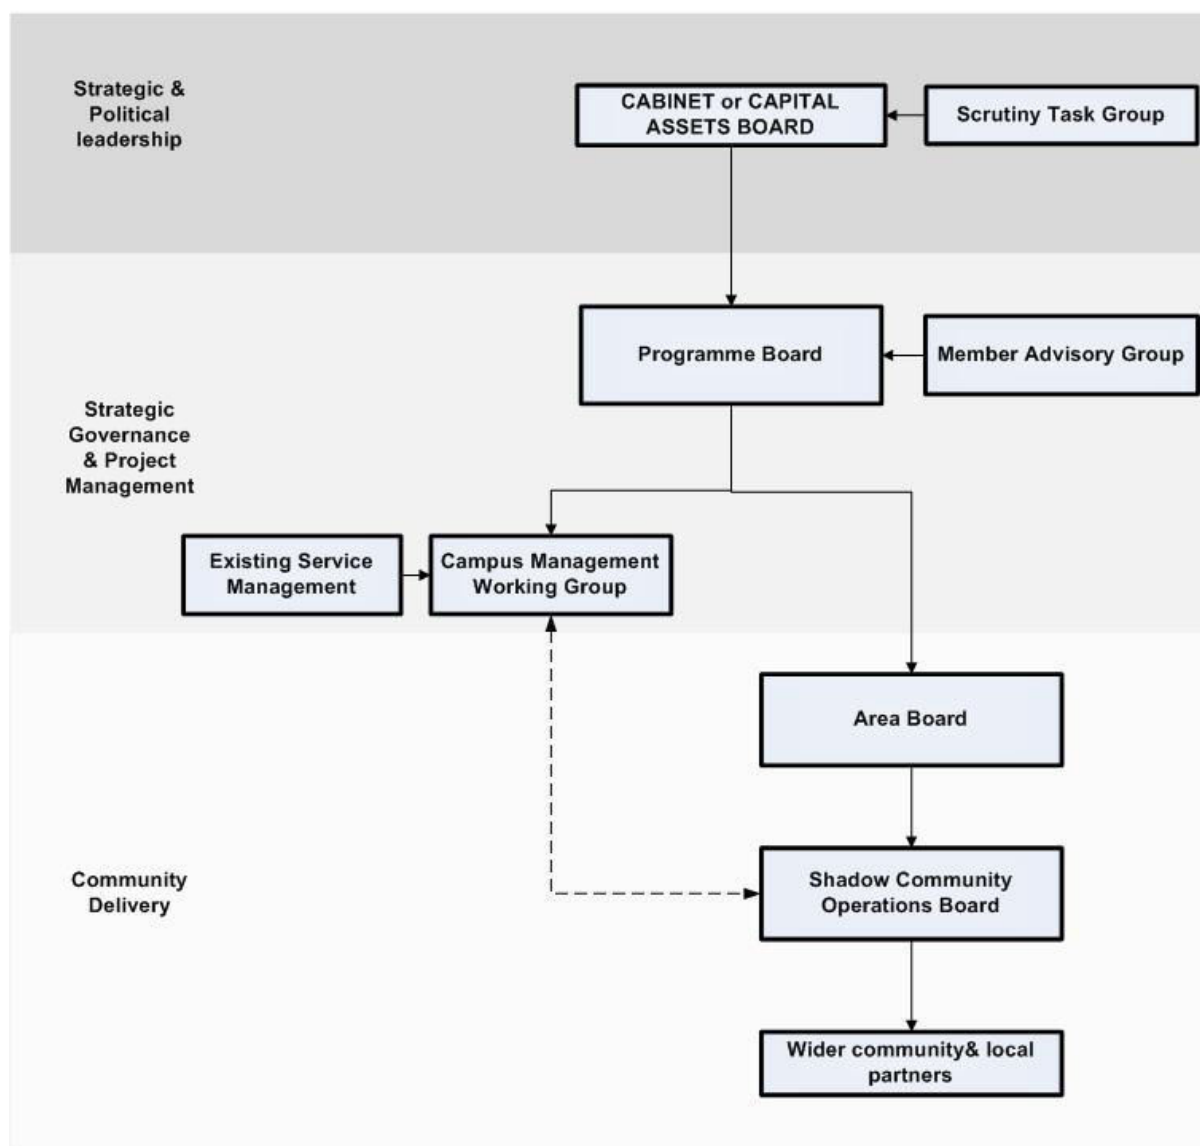 Strategic &
Political
leadership
CABINET or CAPITAL
ASSETS BOARD
Scrutiny Task Group
Programme Board
Member Advisory Group
Strategic
Governance
& Project
Management
Existing Service
Management
Campus Management
Working Group
Area Board
Community
Delivery
Shadow Community
Operations Board
Wider community& local
partners